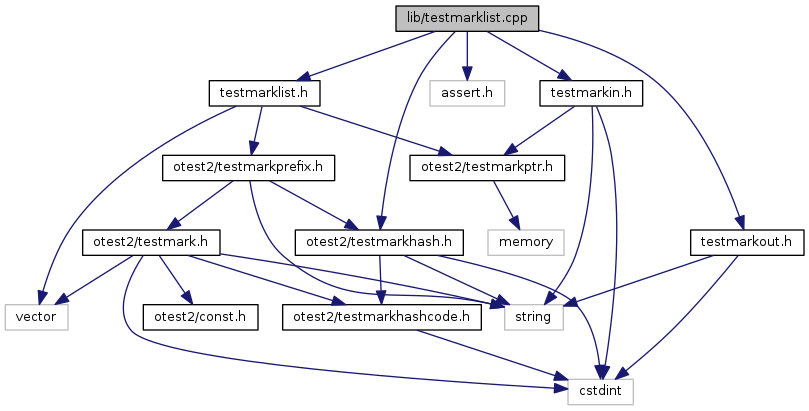 lib/testmarklist.cpp
testmarklist.h
assert.h
testmarkin.h
otest2/testmarkprefix.h
otest2/testmarkptr.h
otest2/testmark.h
otest2/testmarkhash.h
memory
testmarkout.h
vector
otest2/const.h
otest2/testmarkhashcode.h
string
cstdint